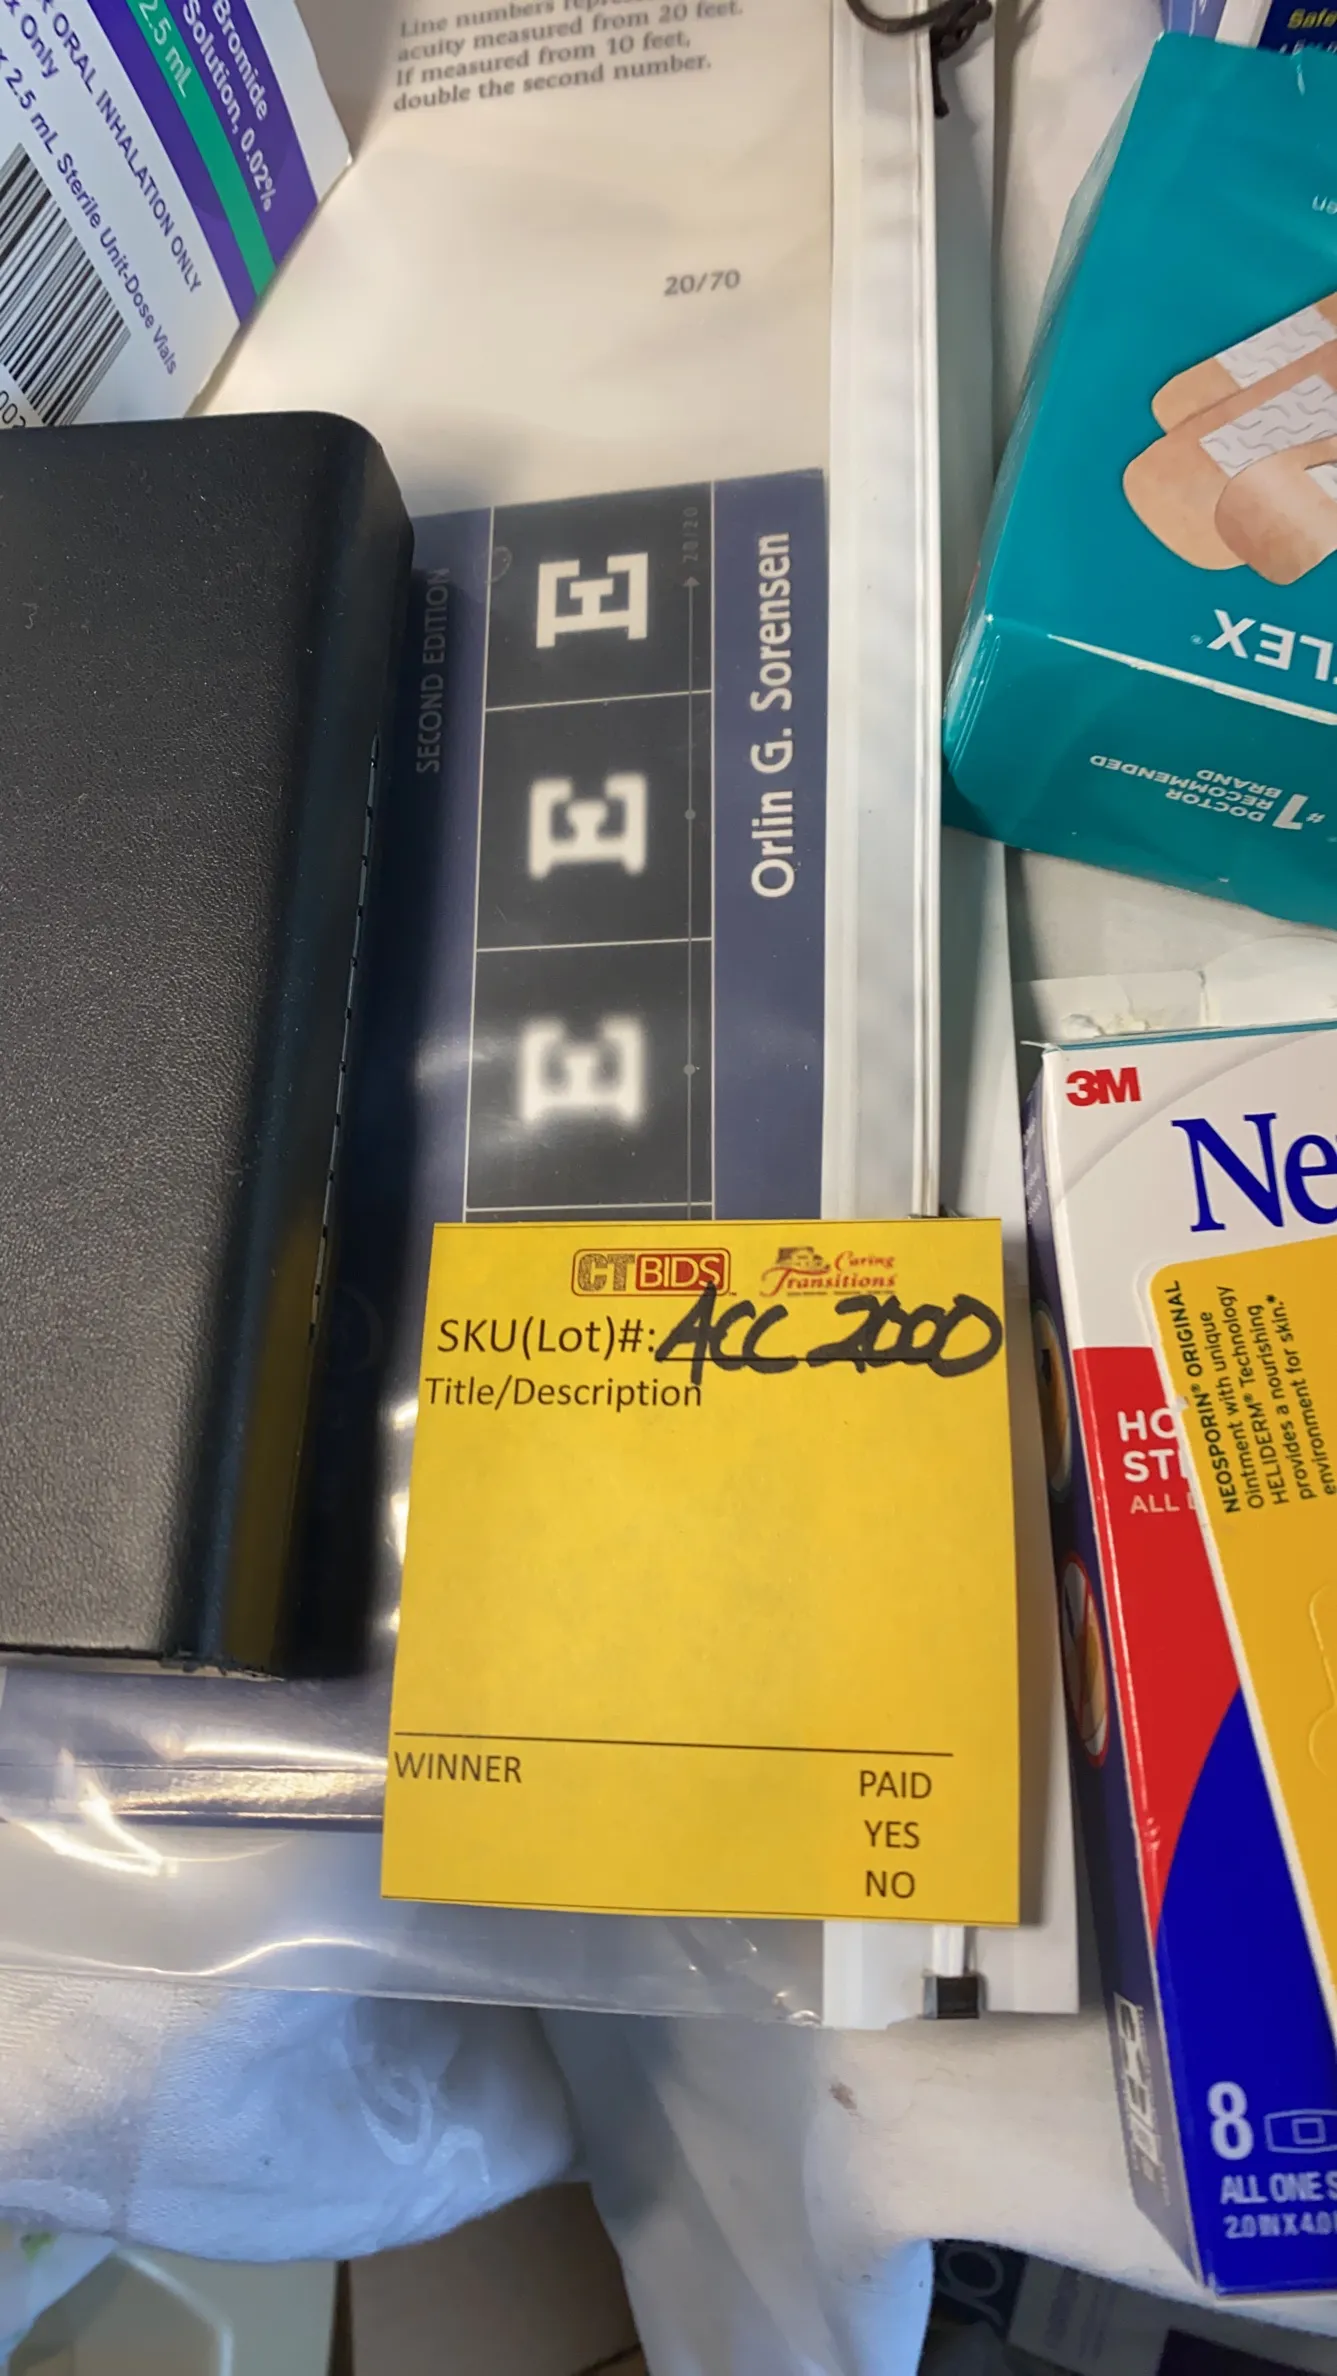 Bromide
Solution, 0.02%
2.5 mL
ORAL INHALATION ONLY
Only
x 2.5 mL Sterile Unit-Dose Vials
Line numbers
acuity measured from 20 feet.
If measured from 10 feet,
double the second number.
20/70
SECOND EDITION
E E E
20/20
Orlin G. Sorensen
LEX®
DOCTOR
RECOMMENDED
BRAND
#1
3M
Ne
NEOSPORIN® ORIGINAL
Ointment with unique
HELIDERM® Technology
provides a nourishing
environment for skin.*
HO
ST
ALL
8
ALL ONE S
2.0 IN X 4.0
CTBIDS
Caring
Transitions
SKU(Lot)#: ACC 2000
Title/Description
WINNER
PAID
YES
NO